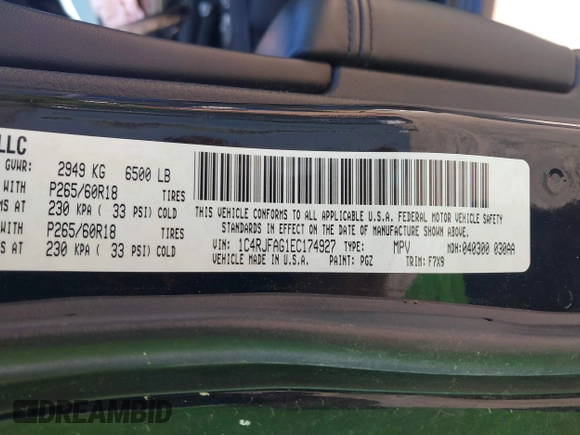 LLC
GVWR: 2949 KG 6500 LB
WITH P265/60R18 TIRES
MS AT 230 KPA ( 33 PSI) COLD
WITH P265/60R18 TIRES
MS AT 230 KPA ( 33 PSI) COLD
THIS VEHICLE CONFORMS TO ALL APPLICABLE U.S.A. FEDERAL MOTOR VEHICLE SAFETY
STANDARDS IN EFFECT ON THE DATE OF MANUFACTURE SHOWN ABOVE.
VIN: 1C4RJFAG1EC174827 TYPE: MPV MDH: 040300 030AA
VEHICLE MADE IN U.S.A. PAINT: PGZ TRIM: F7X9
DREAMBID